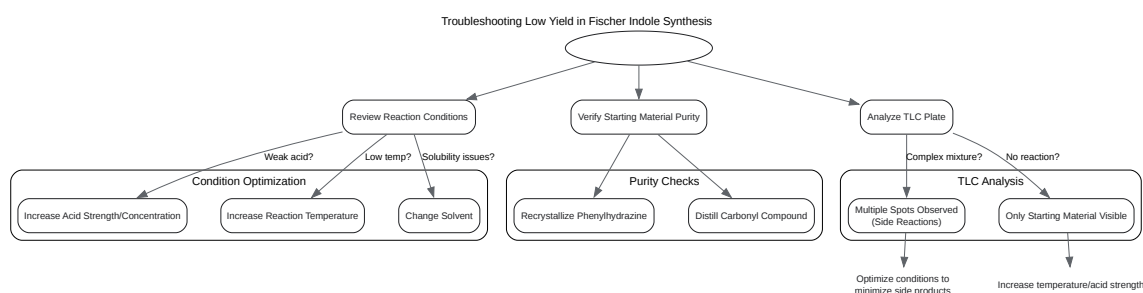 Troubleshooting Low Yield in Fischer Indole Synthesis
Review Reaction Conditions
Verify Starting Material Purity
Analyze TLC Plate
Weak acid?
Low temp?
Solubility issues?
Complex mixture?
No reaction?
Condition Optimization
Purity Checks
TLC Analysis
Increase Acid Strength/Concentration
Increase Reaction Temperature
Change Solvent
Recrystallize Phenylhydrazine
Distill Carbonyl Compound
Multiple Spots Observed
(Side Reactions)
Only Starting Material Visible
Optimize conditions to
minimize side products
Increase temperature/acid strength